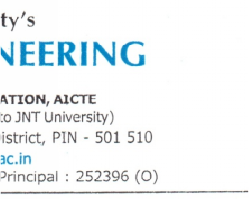 ty's
NEERING
ATION, AICTE
to JNT University)
istrict, PIN - 501 510
ac.in
Principal : 252396 (O)